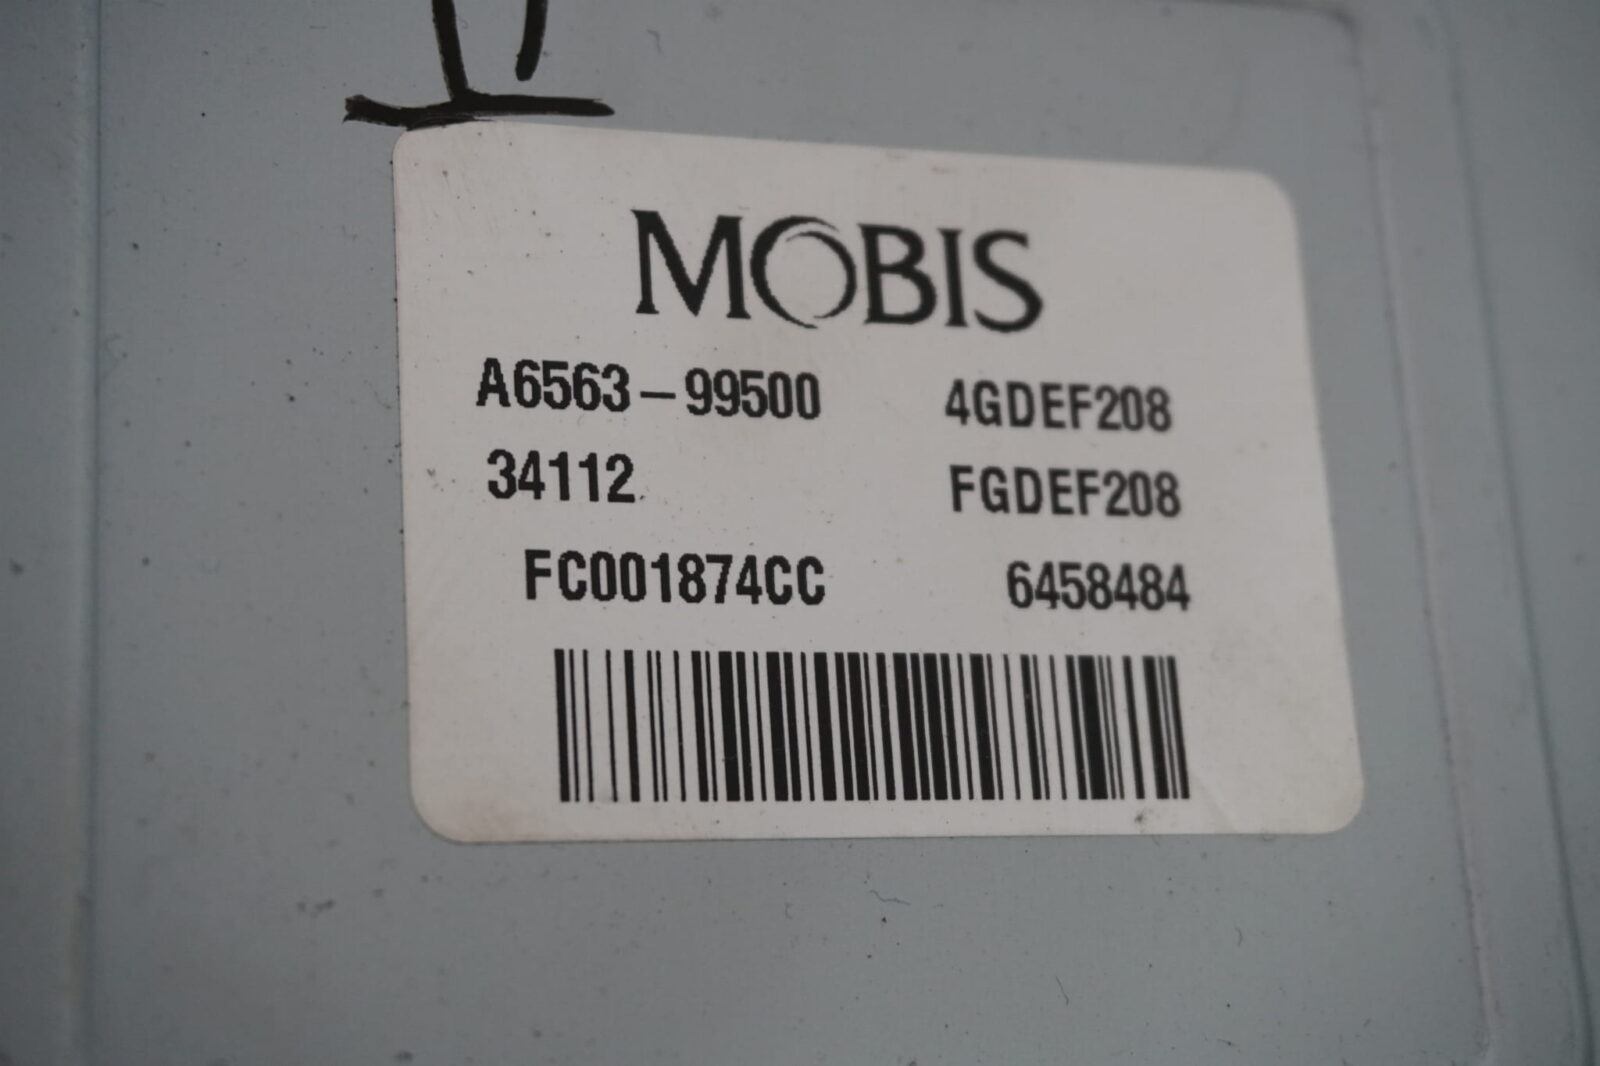 MOBIS
A6563-99500 4GDEF208
34112 FGDEF208
FC001874CC 6458484